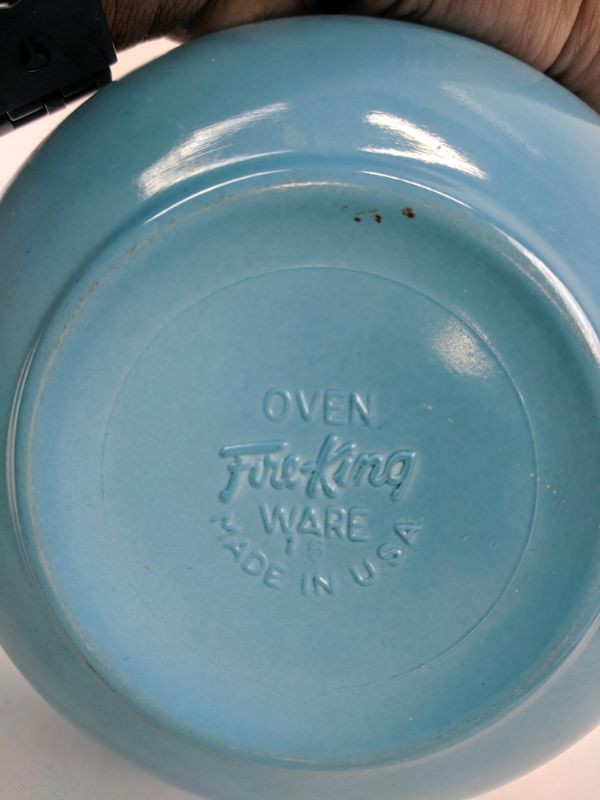 OVEN
Fire-King
WARE
16
MADE IN USA